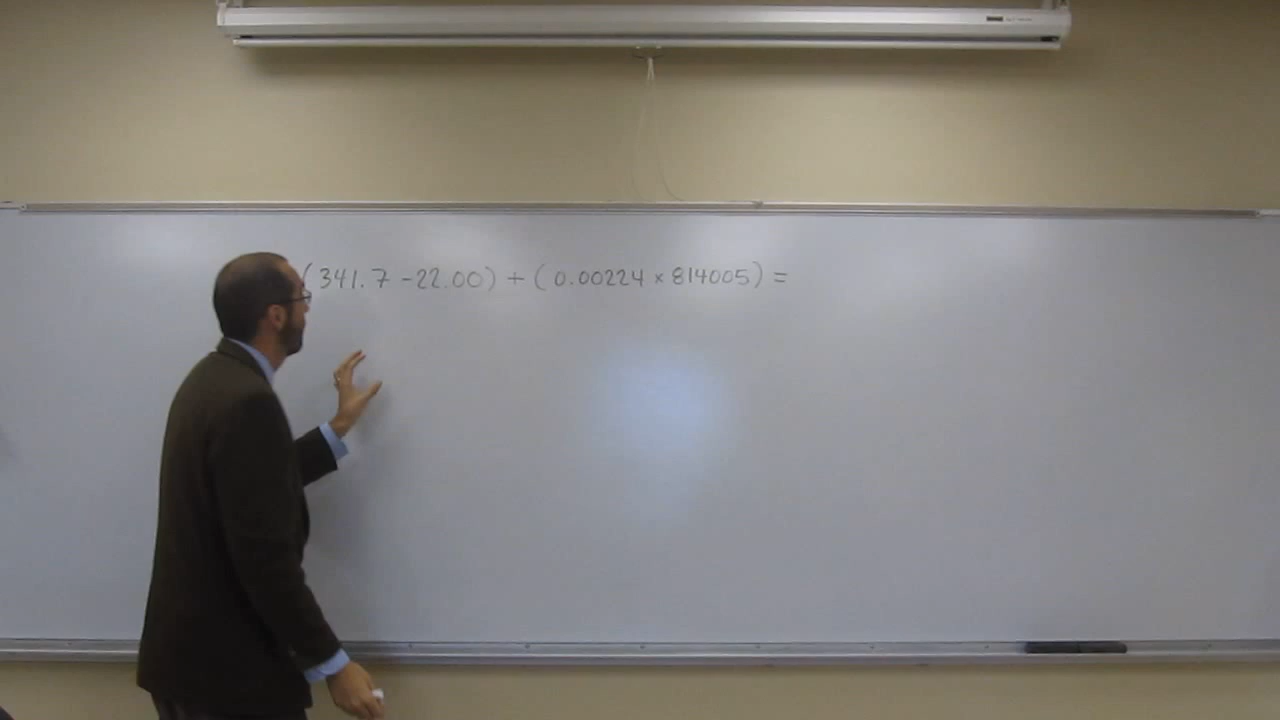 (341.7 -22.00) + (0.00224 × 814005) =